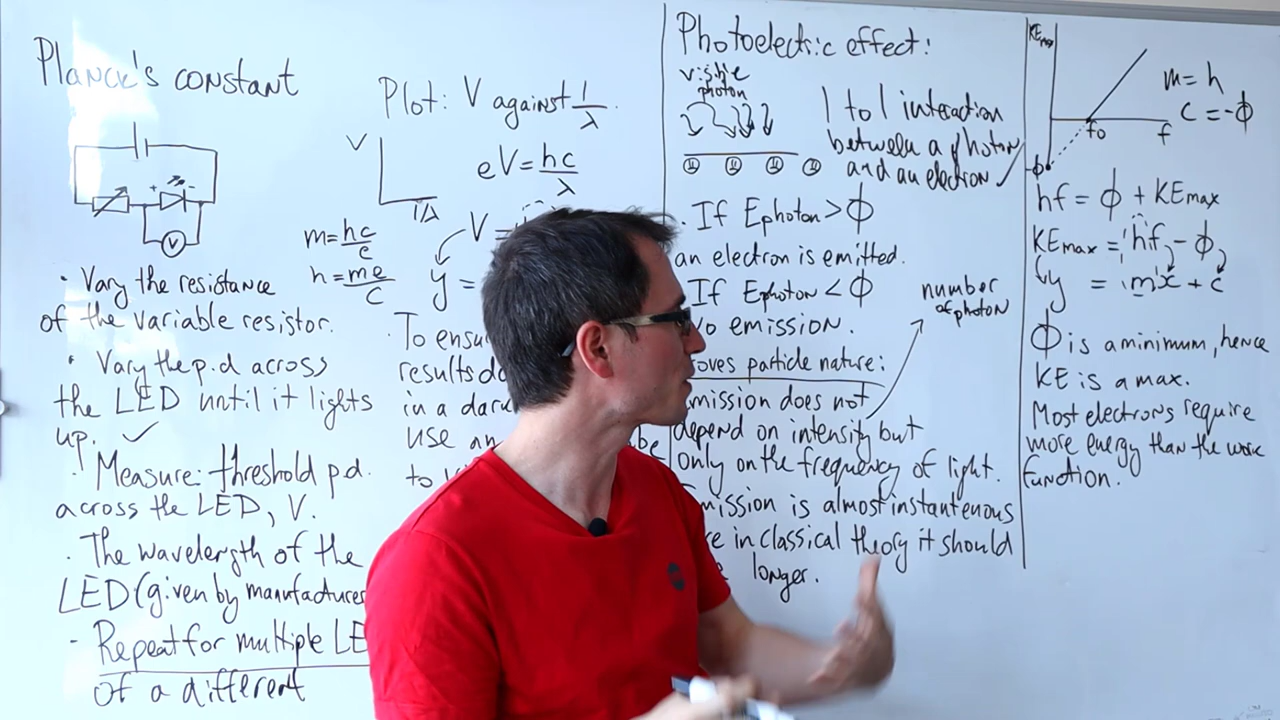 Planck's constant
V
· Vary the resistance
of the variable resistor.
· Vary the p.d across
the LED until it lights
up. ✓
· Measure: threshold p.d.
across the LED, V.
· The wavelength of the
LED (given by manufacturer
- Repeat for multiple LE
of a different
Plot: V against 1/λ.
V
1/λ
eV = hc/λ
m = hc/e
h = me/c
V =
y =
· To ensu
results do
in a dark
use an
to vi
be
Photoelectric effect:
visible
photon
1 to 1 interaction
between a photon
and an electron ✓
· If Ephoton > Φ
an electron is emitted.
If Ephoton < Φ
no emission.
number
of photon
oves particle nature:
mission does not
depend on intensity but
only on the frequency of light.
mission is almost instantenous
re in classical theory it should
longer.
KEmax
m = h
c = -Φ
f0
f
Φ
hf = Φ + KEmax
KEmax = hf - Φ
y = mx + c
Φ is a minimum, hence
KE is a max.
Most electrons require
more energy than the work
function.